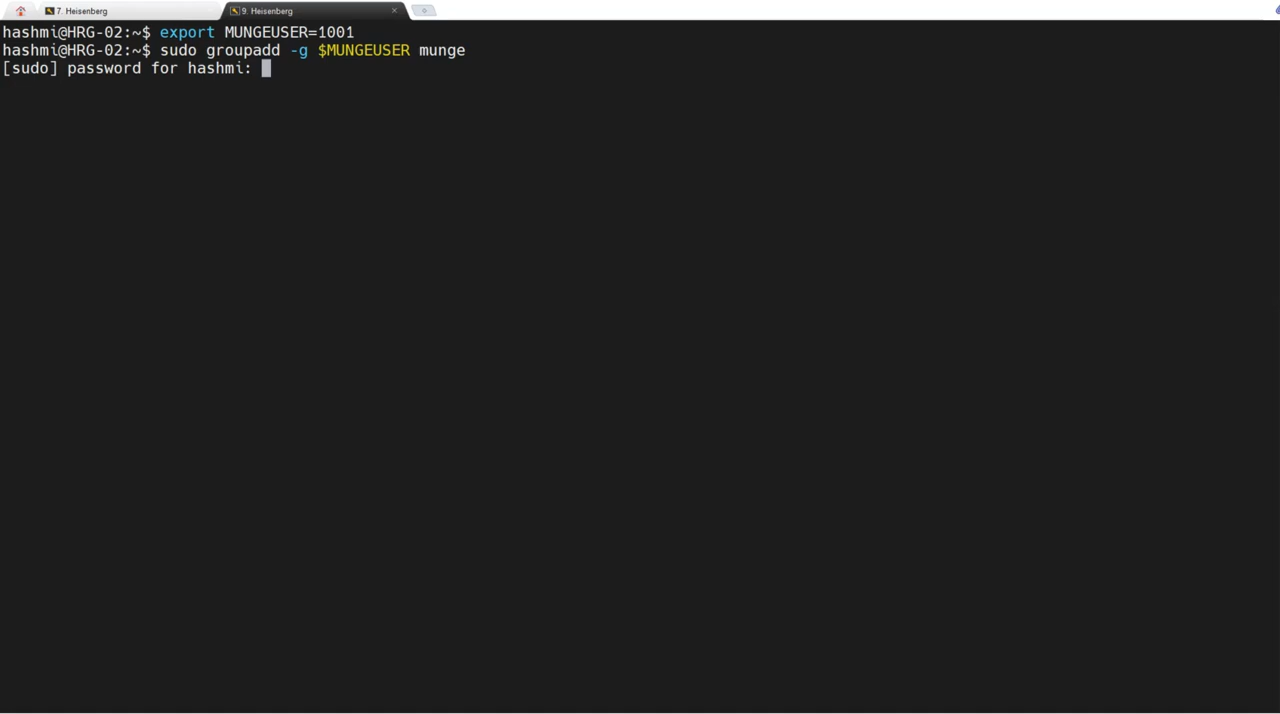 7. Heisenberg
9. Heisenberg
hashmi@HRG-02:~$ export MUNGEUSER=1001
hashmi@HRG-02:~$ sudo groupadd -g $MUNGEUSER munge
[sudo] password for hashmi: